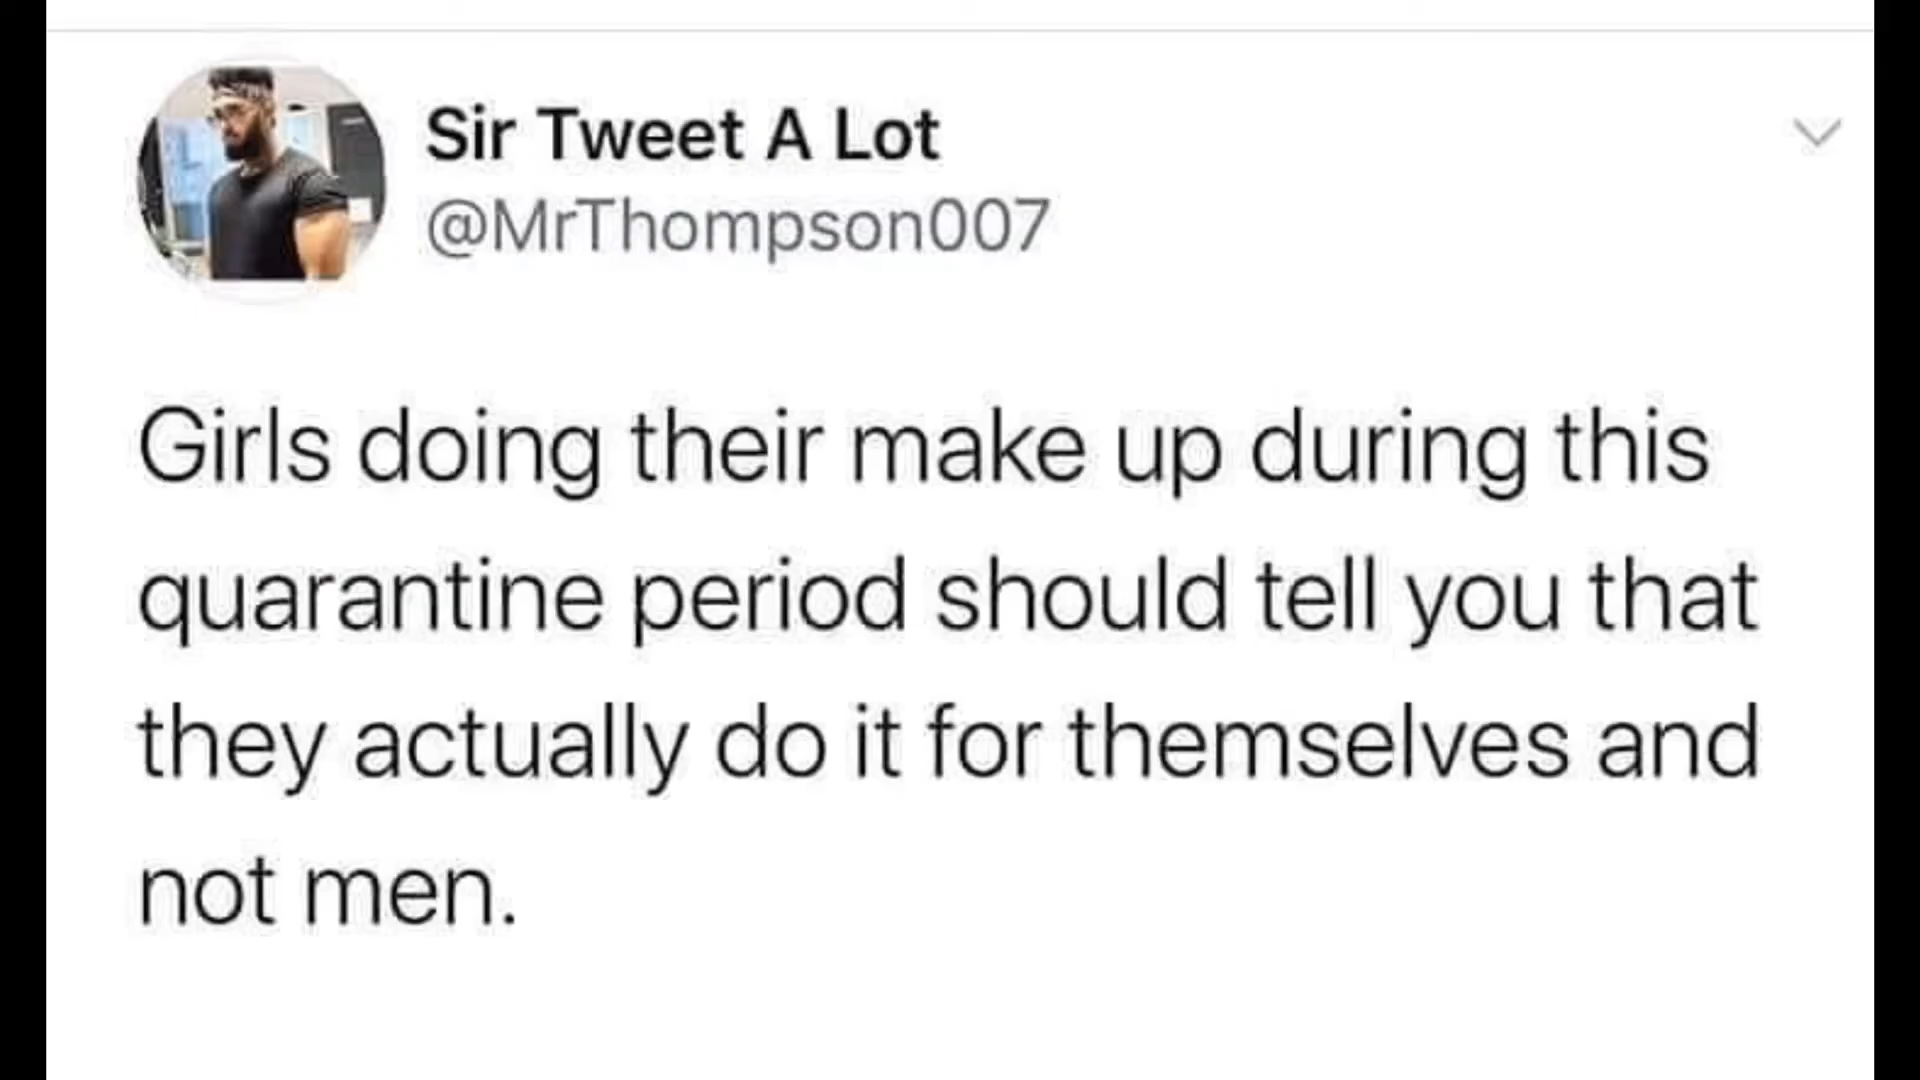 Sir Tweet A Lot
@MrThompson007
Girls doing their make up during this
quarantine period should tell you that
they actually do it for themselves and
not men.